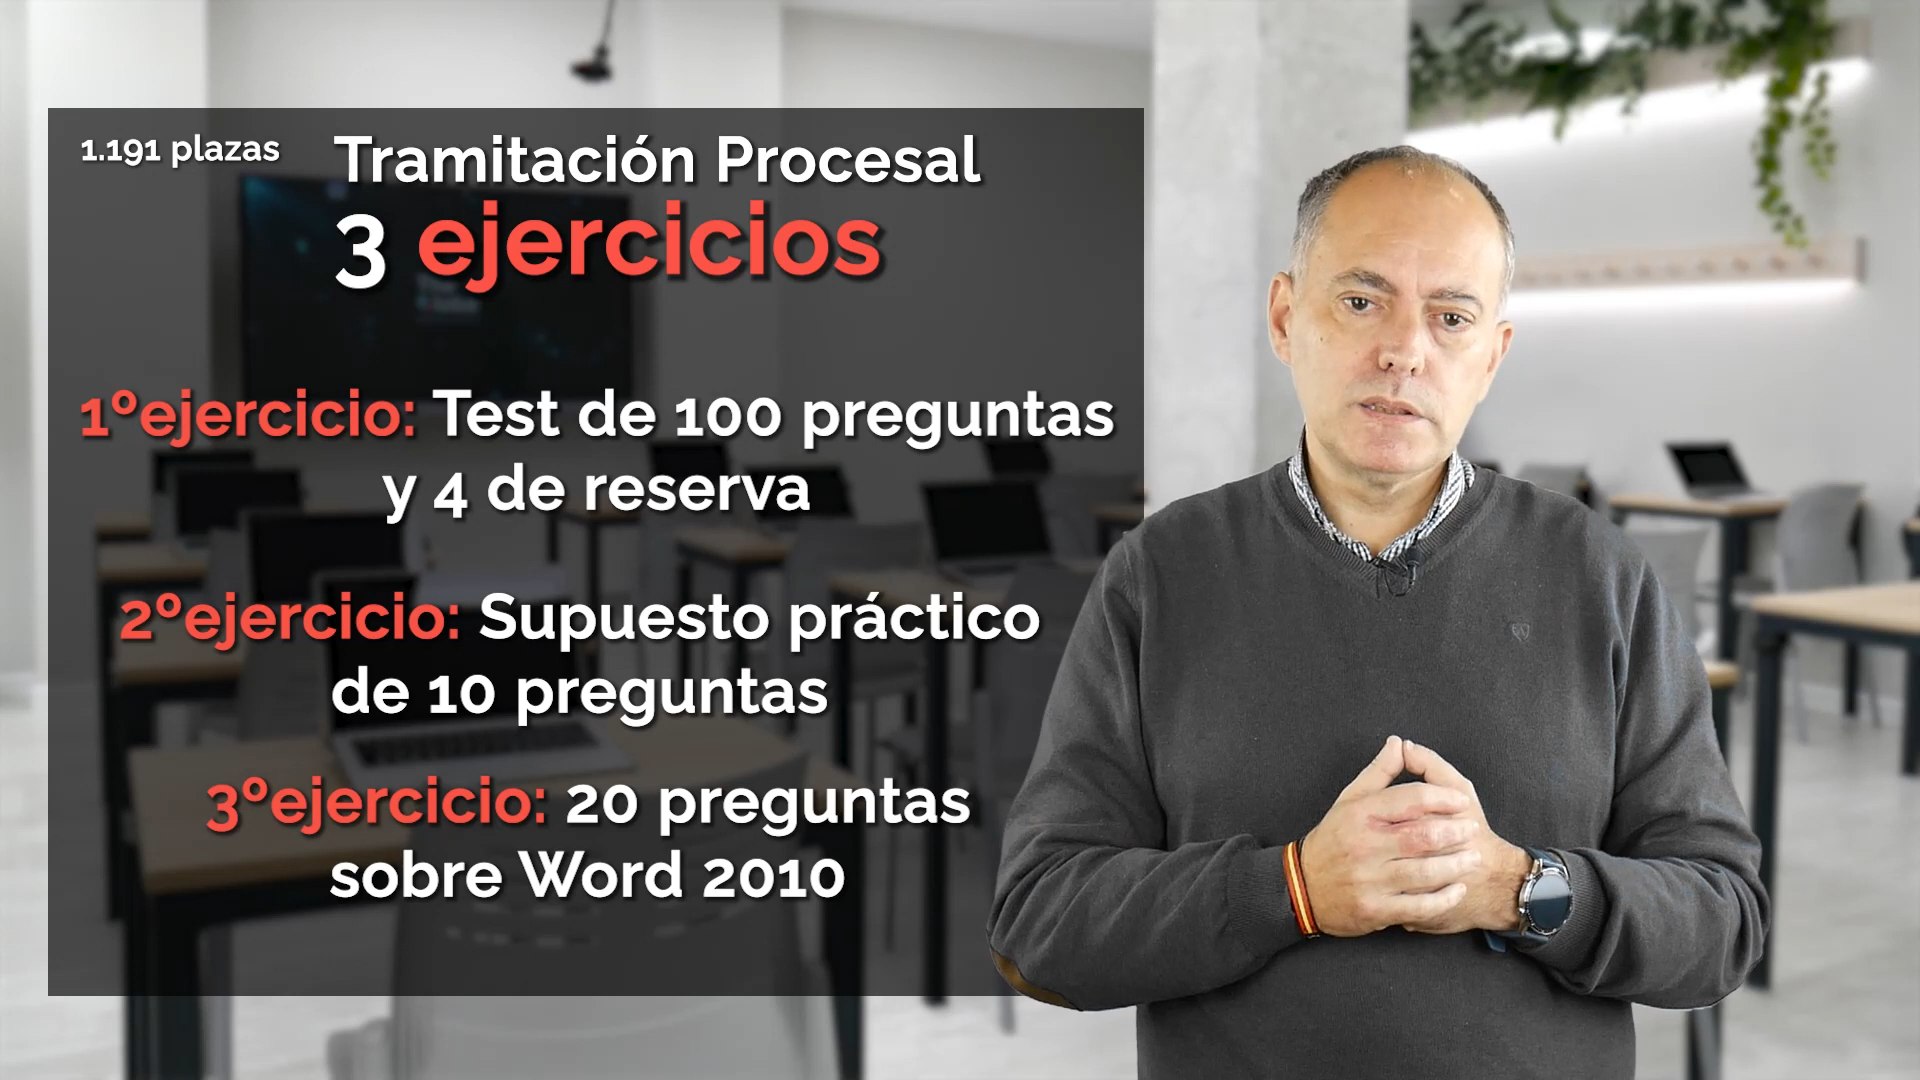 1.191 plazas
Tramitación Procesal
3 ejercicios
1ºejercicio: Test de 100 preguntas
y 4 de reserva
2ºejercicio: Supuesto práctico
de 10 preguntas
3ºejercicio: 20 preguntas
sobre Word 2010